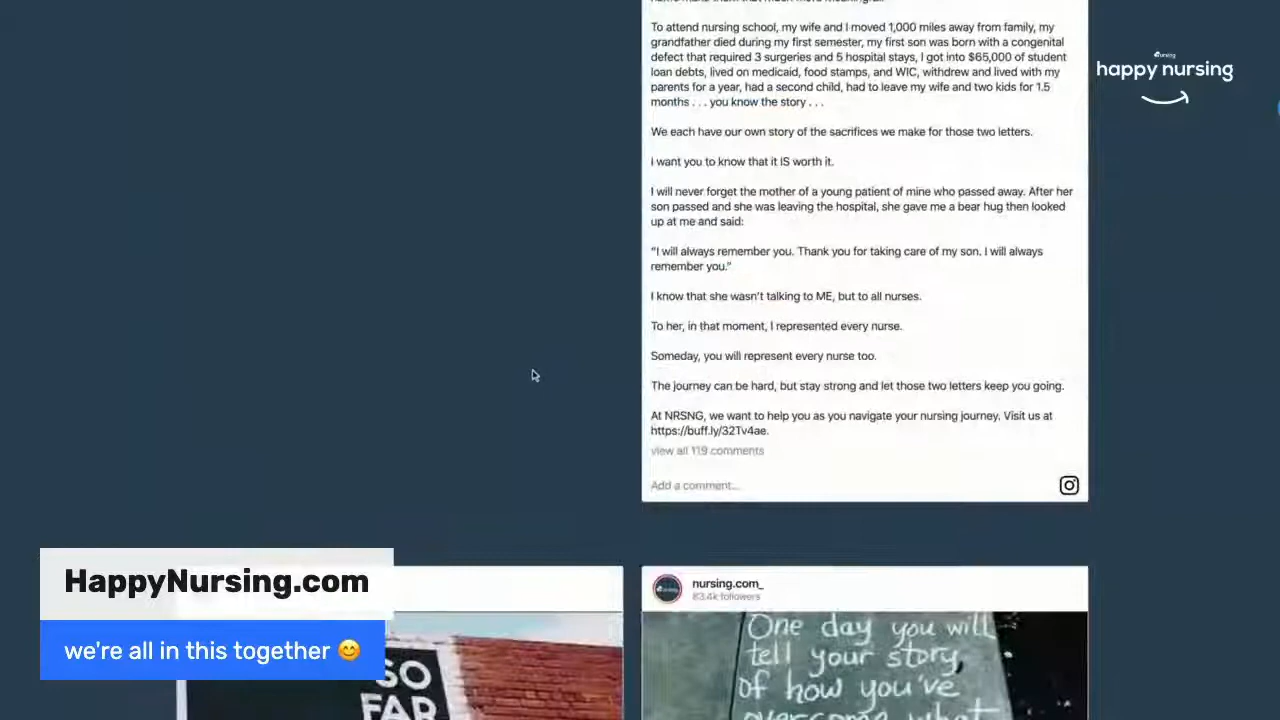 To attend nursing school, my wife and I moved 1,000 miles away from family, my
grandfather died during my first semester, my first son was born with a congenital
defect that required 3 surgeries and 5 hospital stays, I got into $65,000 of student
loan debts, lived on medicaid, food stamps, and WIC, withdrew and lived with my
parents for a year, had a second child, had to leave my wife and two kids for 1.5
months . . . you know the story . . .
We each have our own story of the sacrifices we make for those two letters.
I want you to know that it IS worth it.
I will never forget the mother of a young patient of mine who passed away. After her
son passed and she was leaving the hospital, she gave me a bear hug then looked
up at me and said:
“I will always remember you. Thank you for taking care of my son. I will always
remember you.”
I know that she wasn't talking to ME, but to all nurses.
To her, in that moment, I represented every nurse.
Someday, you will represent every nurse too.
The journey can be hard, but stay strong and let those two letters keep you going.
At NRSNG, we want to help you as you navigate your nursing journey. Visit us at
https://buff.ly/32Tv4ae.
view all 119 comments
Add a comment...
happy nursing
HappyNursing.com
we're all in this together 😊
SO
FAR
nursing.com_
83.4k followers
One day you will
tell your story
of how you've
overcome what